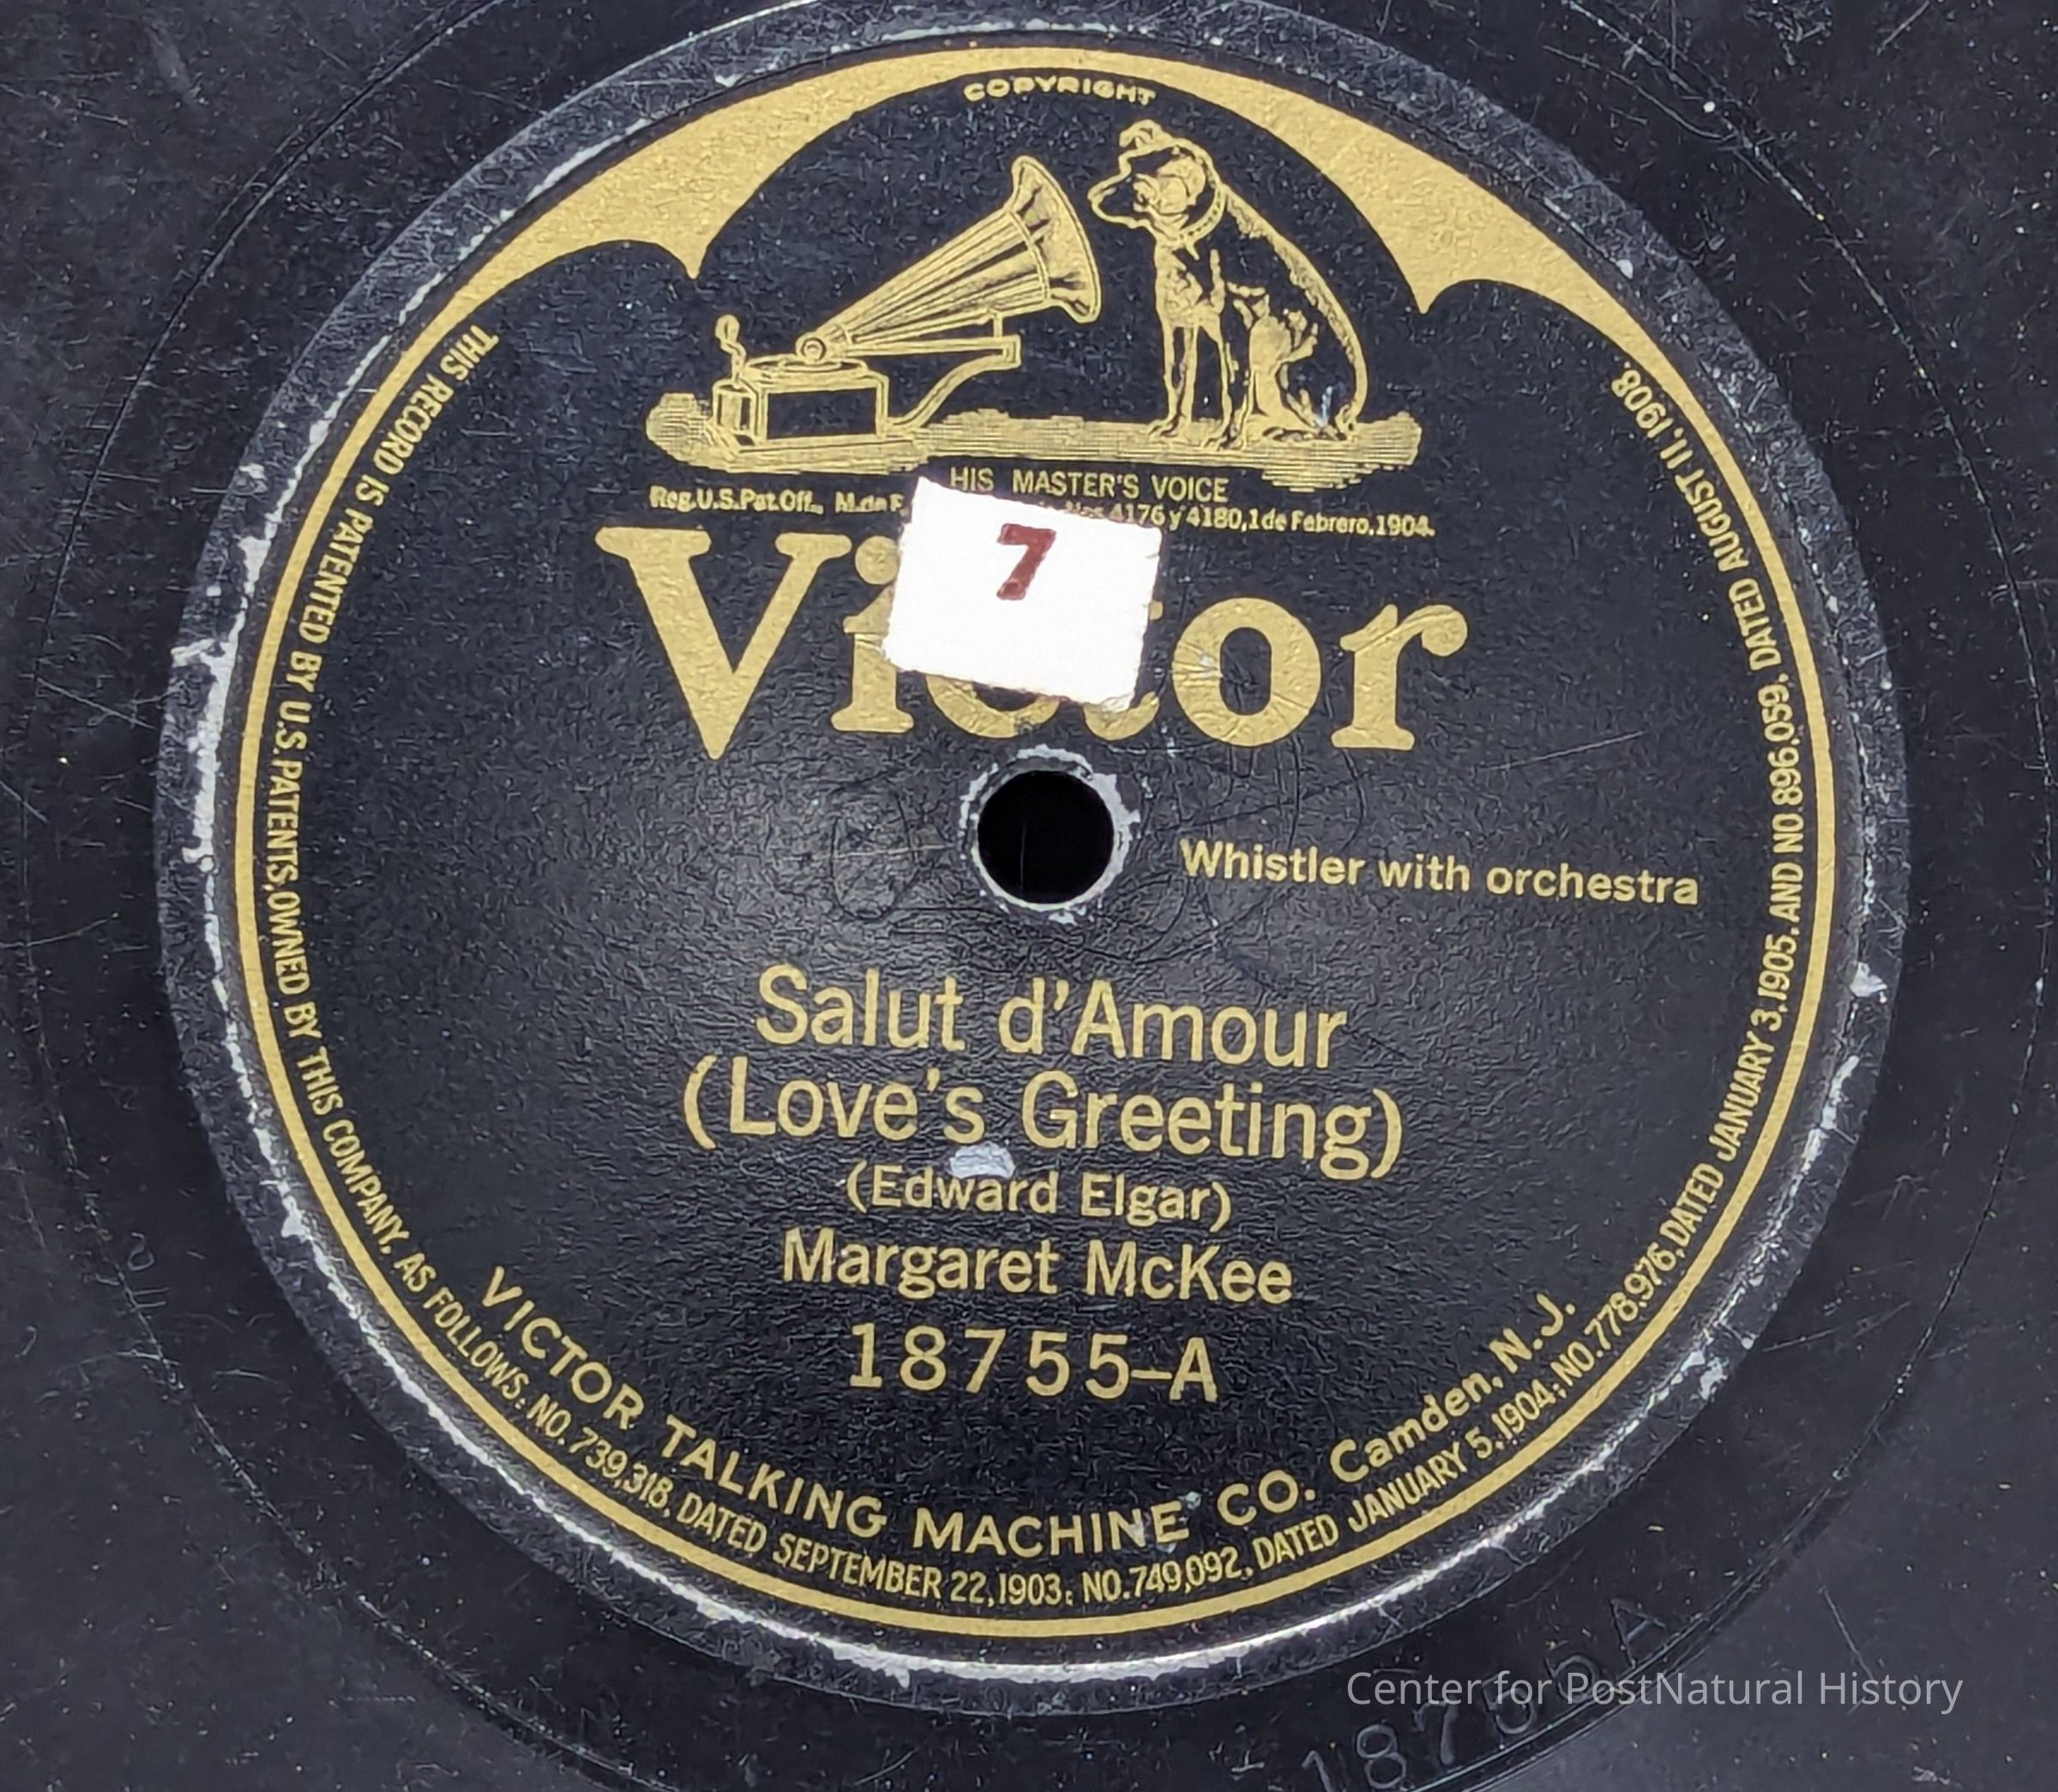 COPYRIGHT
HIS MASTER'S VOICE
Reg.U.S.Pat.Off., M.de F. Nos.4176 y 4180,1 de Febrero,1904.
Victor
7
Whistler with orchestra
Salut d'Amour
(Love's Greeting)
(Edward Elgar)
Margaret McKee
18755-A
VICTOR TALKING MACHINE CO. Camden, N.J.
THIS RECORD IS PATENTED BY U.S.PATENTS,OWNED BY THIS COMPANY, AS FOLLOWS: NO.739,318, DATED SEPTEMBER 22,1903; NO.749,092, DATED JANUARY 5,1904; NO.778,976,DATED JANUARY 3,1905, AND NO 896,059, DATED AUGUST 11,1908.
18755A
Center for PostNatural History